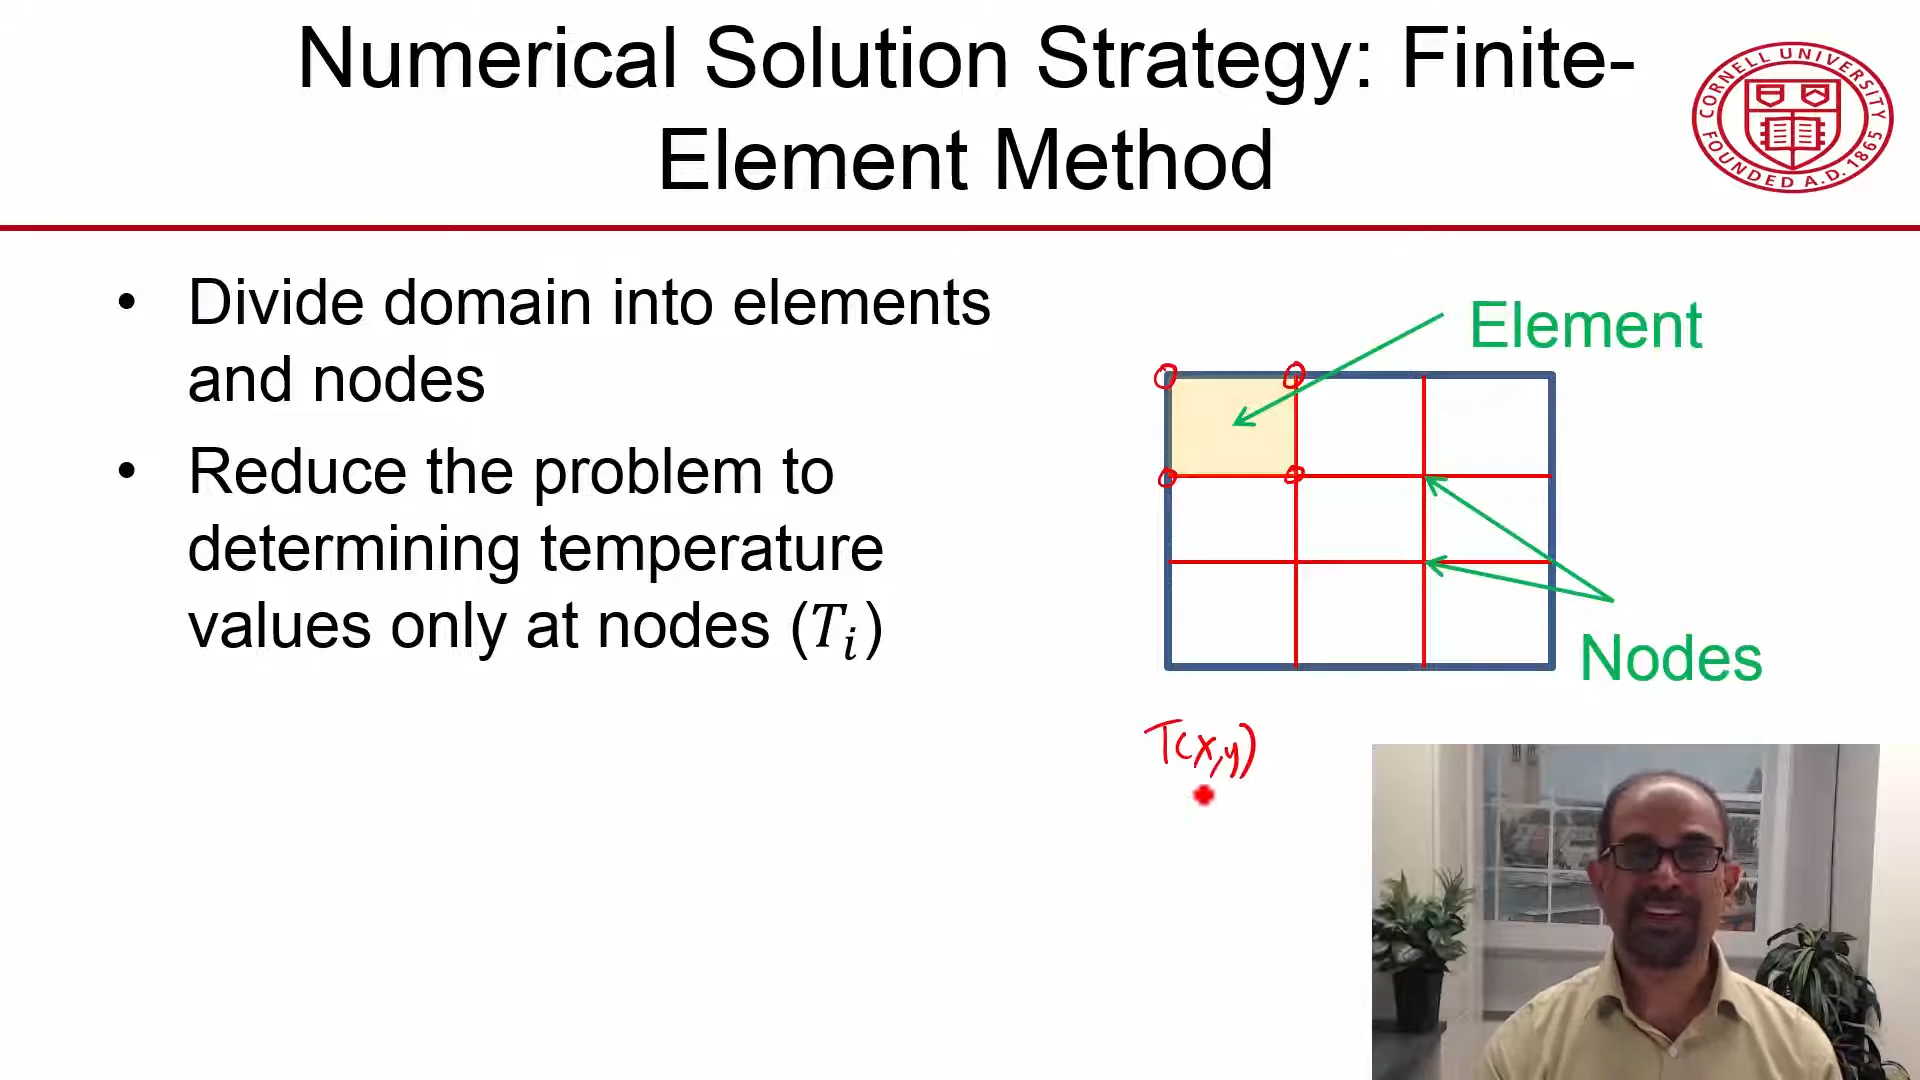 Numerical Solution Strategy: Finite-
Element Method
CORNELL UNIVERSITY
FOUNDED A.D. 1865
• Divide domain into elements
and nodes
• Reduce the problem to
determining temperature
values only at nodes (Tᵢ)
Element
Nodes
T(x,y)